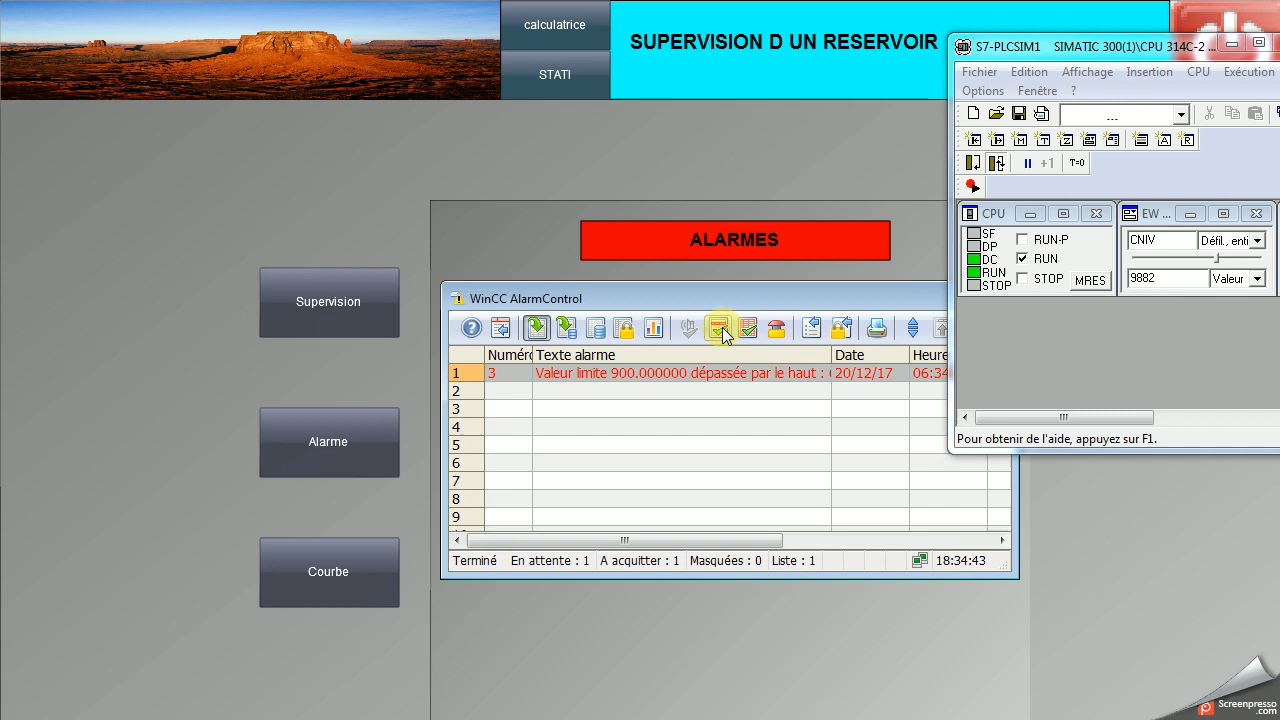 calculatrice
STATI
SUPERVISION D UN RESERVOIR
S7-PLCSIM1 SIMATIC 300(1)\CPU 314C-2 ...
Fichier Edition Affichage Insertion CPU Exécution
Options Fenêtre ?
...
+1 T=0
CPU
SF
DP
DC
RUN
STOP
RUN-P
RUN
STOP MRES
EW ...
CNIV Défil., enti
9882 Valeur
Pour obtenir de l'aide, appuyez sur F1.
ALARMES
Supervision
Alarme
Courbe
WinCC AlarmControl
Numéro Texte alarme Date Heure
1 3 Valeur limite 900.000000 dépassée par le haut : 20/12/17 06:34
2
3
4
5
6
7
8
9
Terminé En attente : 1 A acquitter : 1 Masquées : 0 Liste : 1 18:34:43
Screenpresso
.com